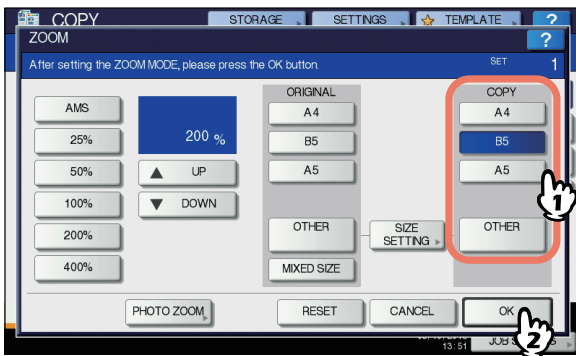 COPY STORAGE SETTINGS TEMPLATE ?
ZOOM ?
After setting the ZOOM MODE, please press the OK button. SET 1
ORIGINAL COPY
AMS A4 A4
25% 200 % B5 B5
50% UP A5 A5
100% DOWN 1
200% OTHER SIZE SETTING OTHER
400% MIXED SIZE
PHOTO ZOOM RESET CANCEL OK
2
13:51 JOB S